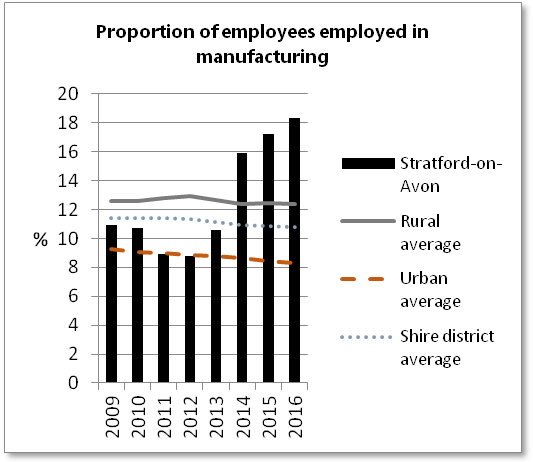 Proportion of employees employed in
manufacturing
20
18
16
14
12
10
8
6
4
2
0
%
2009
2010
2011
2012
2013
2014
2015
2016
Stratford-on-
Avon
Rural
average
Urban
average
Shire district
average